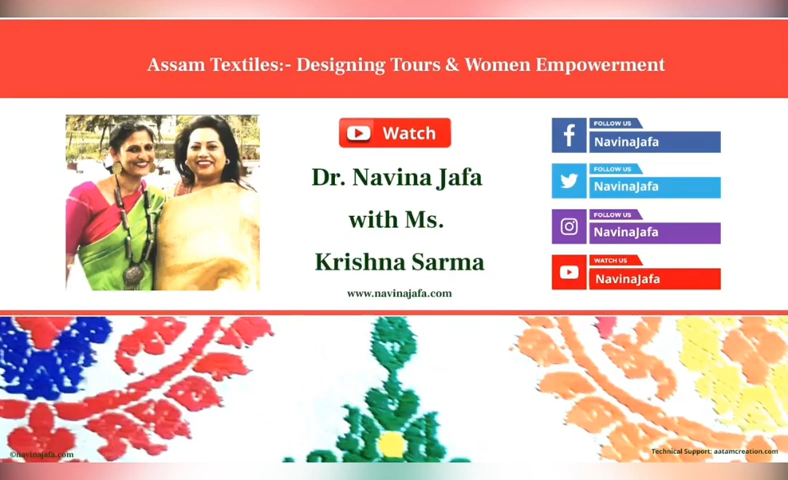 Assam Textiles:- Designing Tours & Women Empowerment
Watch
Dr. Navina Jafa
with Ms.
Krishna Sarma
www.navinajafa.com
FOLLOW US
NavinaJafa
FOLLOW US
NavinaJafa
FOLLOW US
NavinaJafa
WATCH US
NavinaJafa
©navinajafa.com
Technical Support: aatamcreation.com